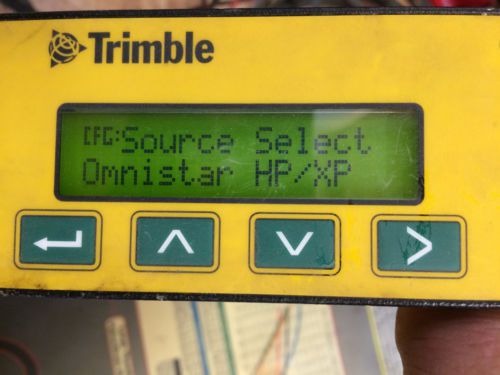 Trimble
CFG:Source Select
Omnistar HP/XP